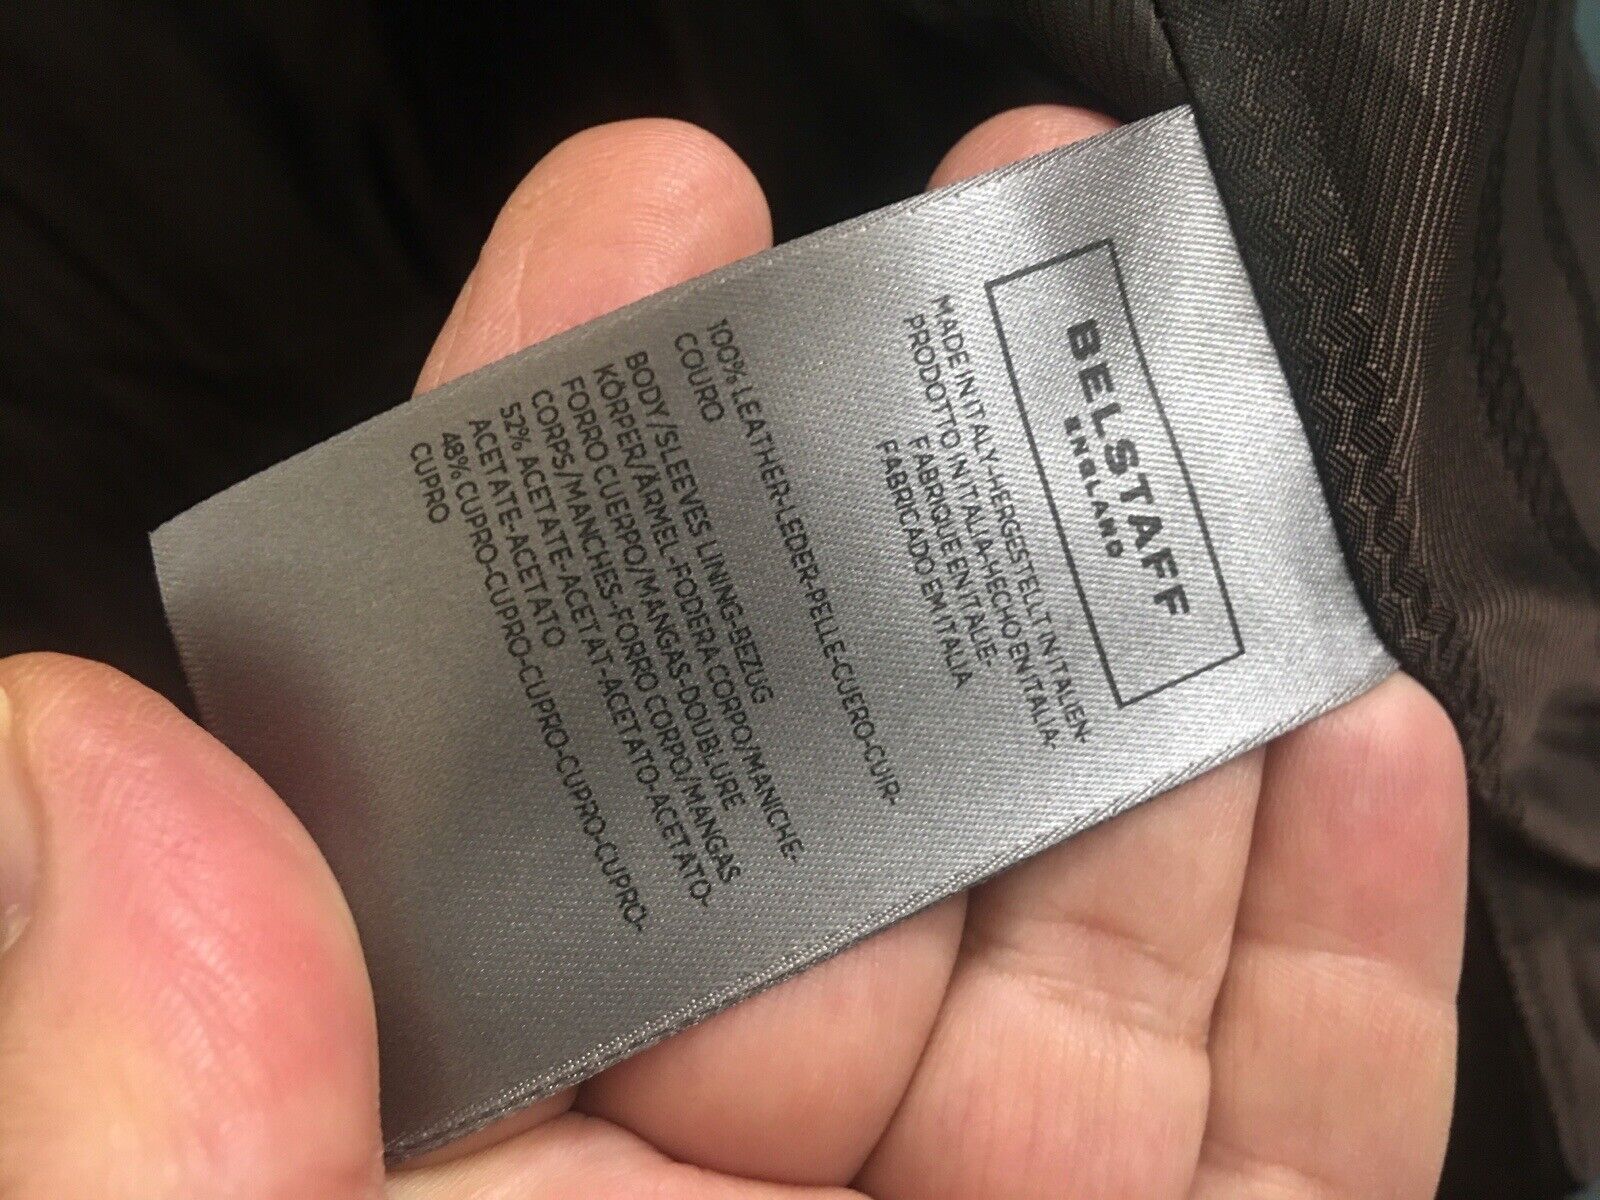 BELSTAFF
ENGLAND
MADE IN ITALY-HERGESTELLT IN ITALIEN-
PRODOTTO IN ITALIA-HECHO EN ITALIA-
FABRIQUE EN ITALIE-
FABRICADO EM ITALIA
100% LEATHER-LEDER-PELLE-CUERO-CUIR-
COURO
BODY/SLEEVES LINING-BEZUG
KÖRPER/ÄRMEL-FODERA CORPO/MANICHE-
FORRO CUERPO/MANGAS-DOUBLURE
CORPS/MANCHES-FORRO CORPO/MANGAS
52% ACETATE-ACETAT-ACETATO-ACETATO-
ACETATE-ACETATO
48% CUPRO-CUPRO-CUPRO-CUPRO-CUPRO-
CUPRO